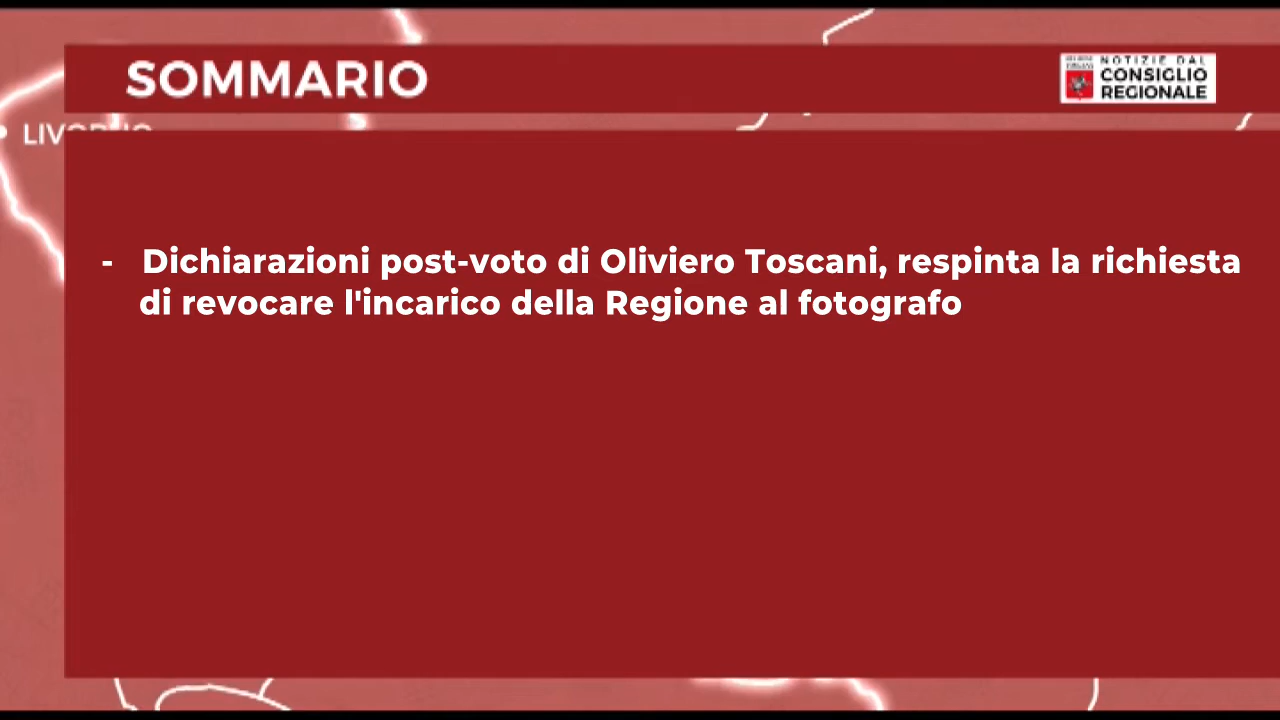 SOMMARIO
NOTIZIE DAL
CONSIGLIO
REGIONALE
- Dichiarazioni post-voto di Oliviero Toscani, respinta la richiesta
di revocare l'incarico della Regione al fotografo